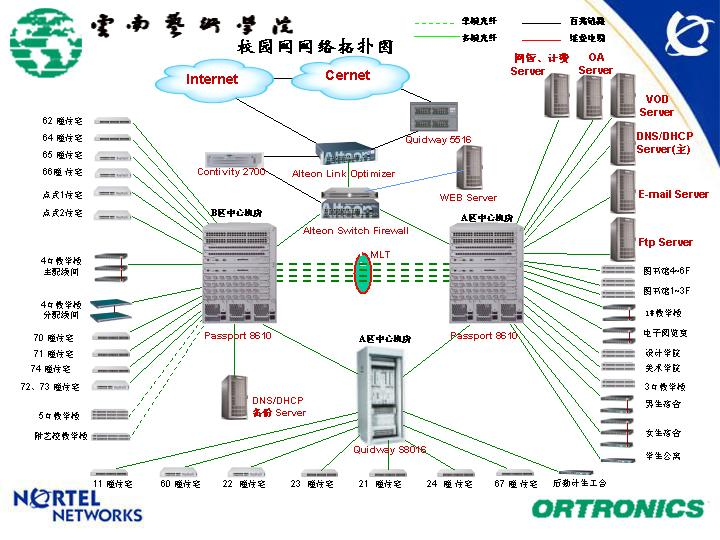 云南艺术学院
校园网网络拓扑图
单模光纤
百兆链路
多模光纤
堆叠电缆
Internet
Cernet
网管、计费
Server
OA
Server
VOD
Server
DNS/DHCP
Server(主)
E-mail Server
Ftp Server
Quidway 5516
Contivity 2700
Alteon Link Optimizer
WEB Server
Alteon Switch Firewall
B区中心机房
A区中心机房
MLT
62 幢住宅
64 幢住宅
65 幢住宅
66幢 住宅
点式1住宅
点式2住宅
4#教学楼
主配线间
4#教学楼
分配线间
70 幢住宅
71 幢住宅
74 幢住宅
72、73 幢住宅
5#教学楼
附艺校教学楼
图书馆4~6F
图书馆1~3F
1#教学楼
电子阅览室
设计学院
美术学院
3#教学楼
男生宿舍
女生宿舍
学生公寓
Passport 8610
Passport 8610
A区中心机房
DNS/DHCP
备份 Server
Quidway S8016
11 幢住宅
60 幢住宅
22 幢住宅
23 幢住宅
21 幢住宅
24 幢 住宅
67 幢 住宅
后勤计生工会
NORTEL
NETWORKS
ORTRONICS